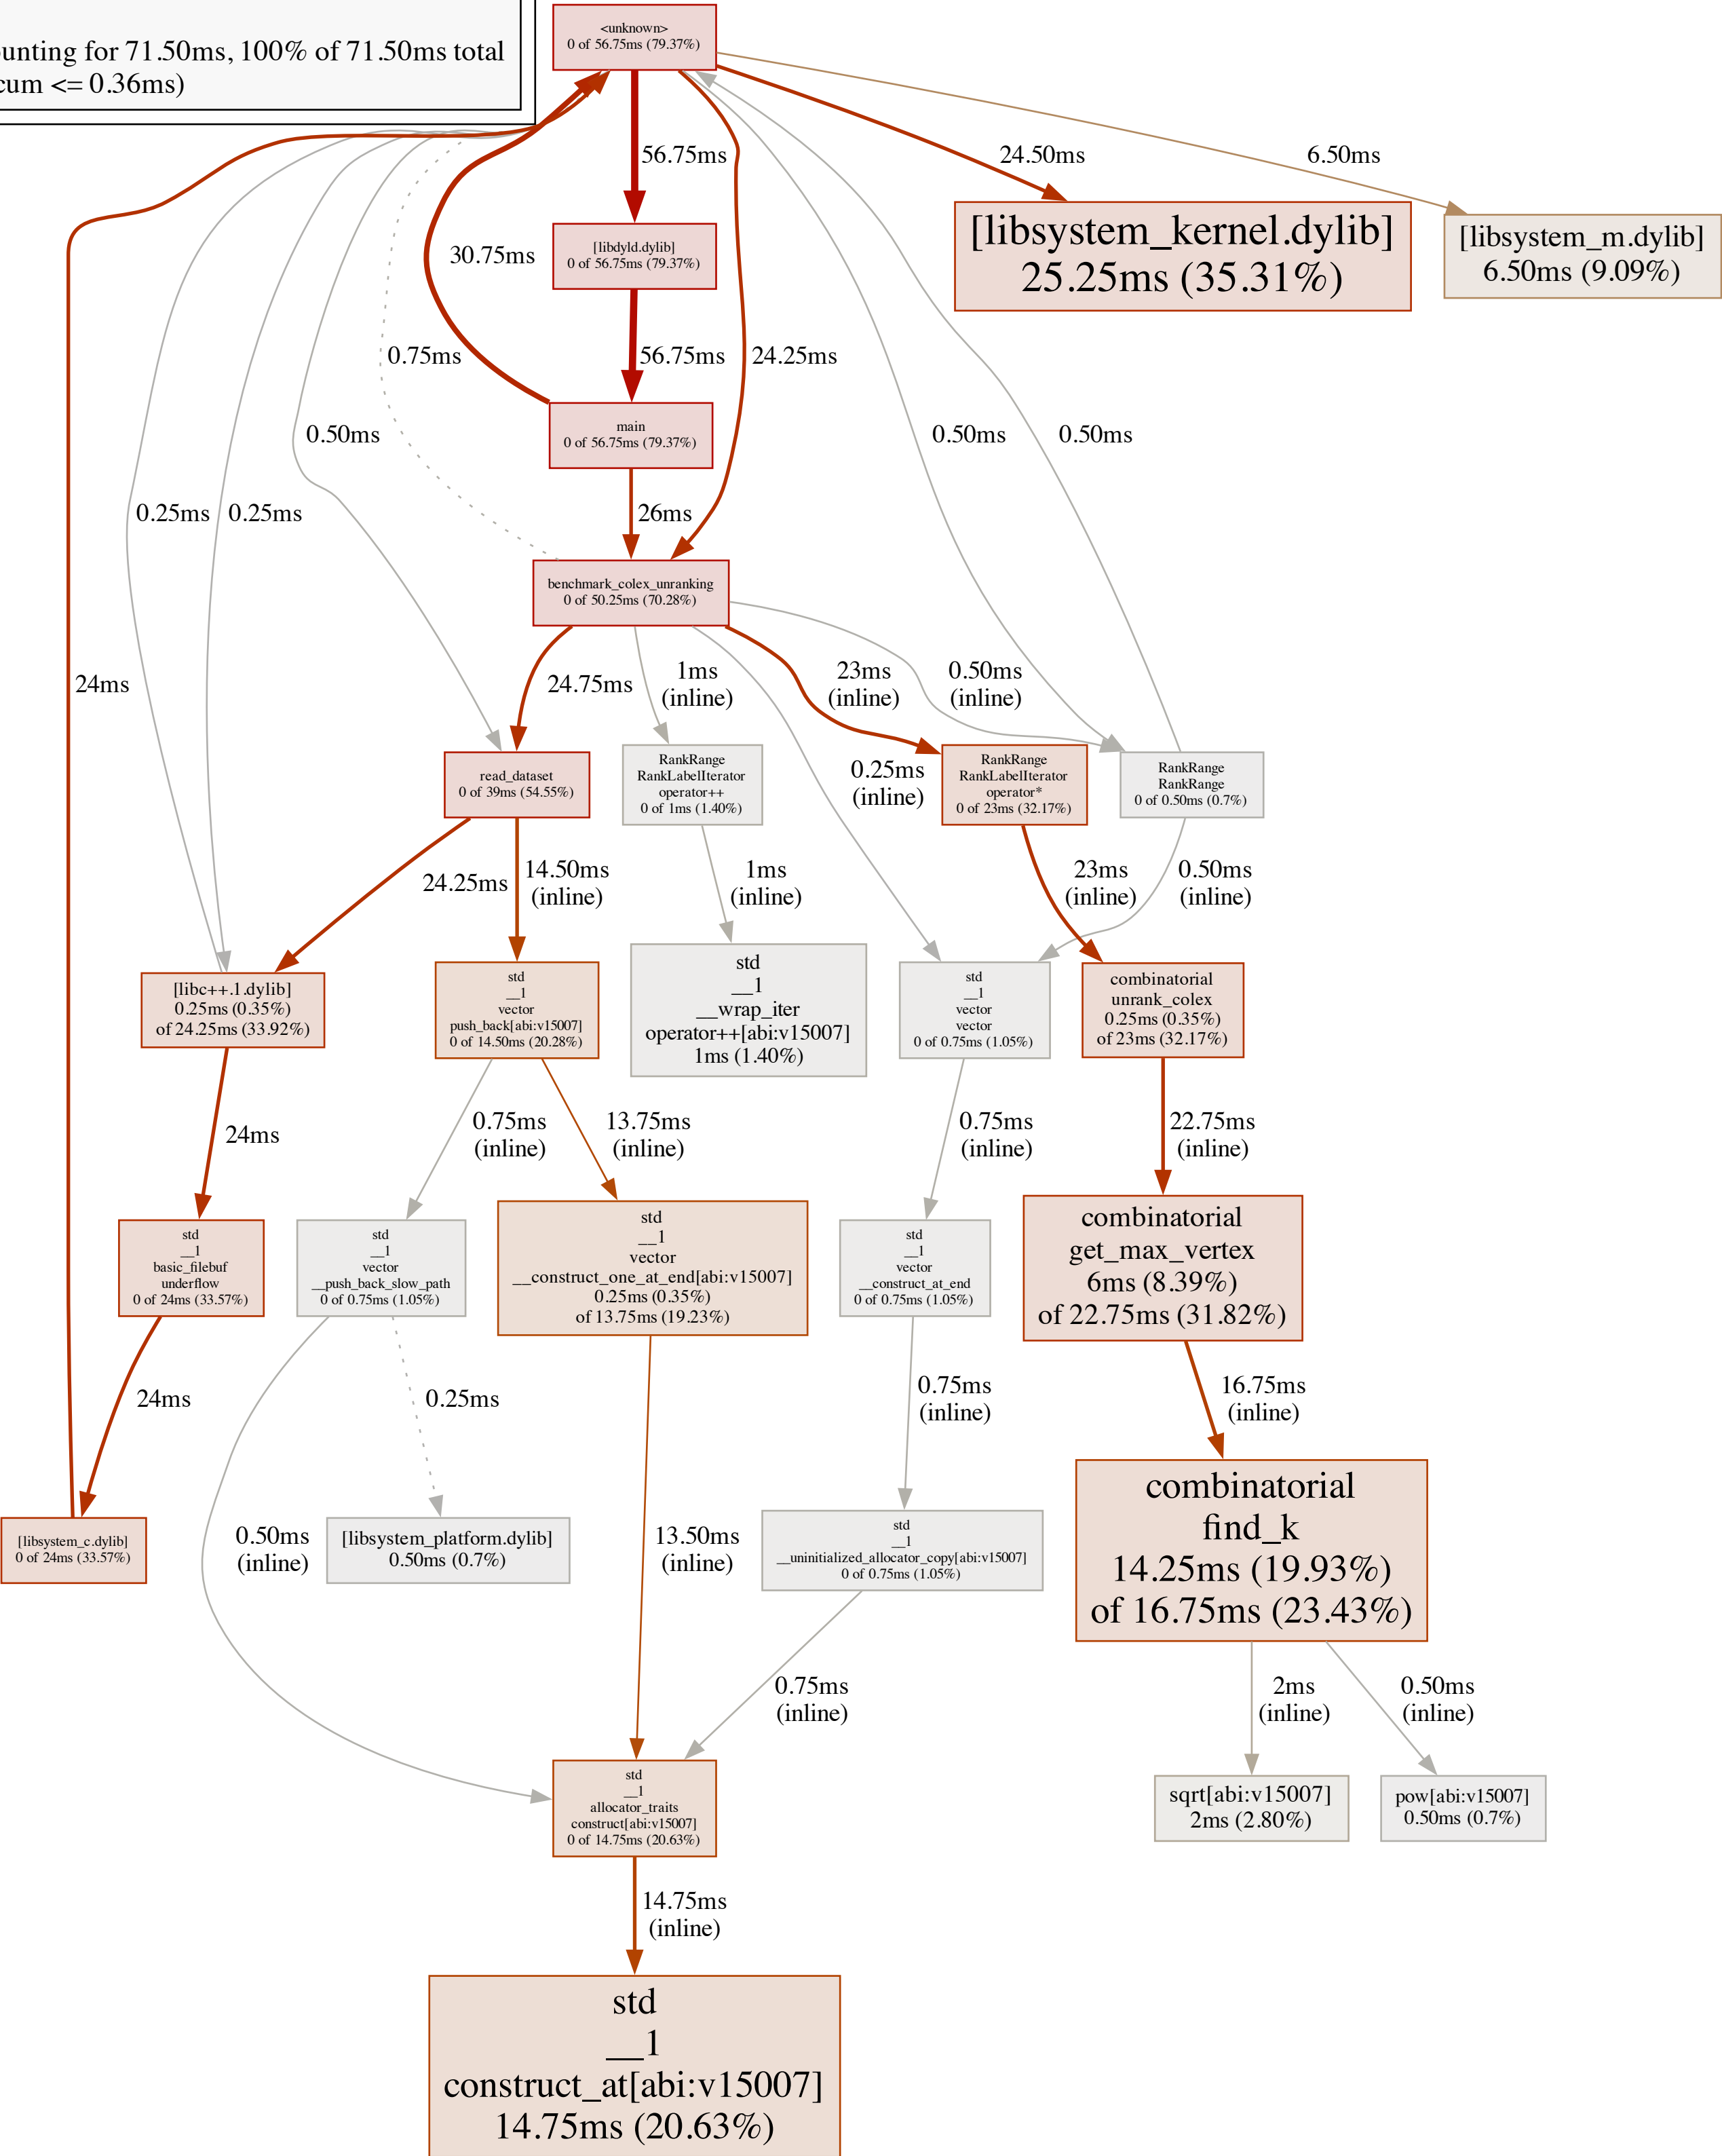 unting for 71.50ms, 100% of 71.50ms total
cum <= 0.36ms)
<unknown>
0 of 56.75ms (79.37%)
56.75ms
24.50ms
6.50ms
[libsystem_kernel.dylib]
25.25ms (35.31%)
[libsystem_m.dylib]
6.50ms (9.09%)
30.75ms
[libdyld.dylib]
0 of 56.75ms (79.37%)
0.75ms
56.75ms
24.25ms
main
0 of 56.75ms (79.37%)
0.50ms
0.50ms
0.50ms
0.25ms
0.25ms
26ms
benchmark_colex_unranking
0 of 50.25ms (70.28%)
24ms
24.75ms
1ms
(inline)
23ms
(inline)
0.50ms
(inline)
read_dataset
0 of 39ms (54.55%)
RankRange
RankLabelIterator
operator++
0 of 1ms (1.40%)
0.25ms
(inline)
RankRange
RankLabelIterator
operator*
0 of 23ms (32.17%)
RankRange
RankRange
0 of 0.50ms (0.7%)
24.25ms
14.50ms
(inline)
1ms
(inline)
23ms
(inline)
0.50ms
(inline)
[libc++.1.dylib]
0.25ms (0.35%)
of 24.25ms (33.92%)
std
__1
vector
push_back[abi:v15007]
0 of 14.50ms (20.28%)
std
__1
__wrap_iter
operator++[abi:v15007]
1ms (1.40%)
std
__1
vector
vector
0 of 0.75ms (1.05%)
combinatorial
unrank_colex
0.25ms (0.35%)
of 23ms (32.17%)
24ms
0.75ms
(inline)
13.75ms
(inline)
0.75ms
(inline)
22.75ms
(inline)
std
__1
basic_filebuf
underflow
0 of 24ms (33.57%)
std
__1
vector
__push_back_slow_path
0 of 0.75ms (1.05%)
std
__1
vector
__construct_one_at_end[abi:v15007]
0.25ms (0.35%)
of 13.75ms (19.23%)
std
__1
vector
__construct_at_end
0 of 0.75ms (1.05%)
combinatorial
get_max_vertex
6ms (8.39%)
of 22.75ms (31.82%)
24ms
0.25ms
0.75ms
(inline)
16.75ms
(inline)
[libsystem_c.dylib]
0 of 24ms (33.57%)
0.50ms
(inline)
[libsystem_platform.dylib]
0.50ms (0.7%)
13.50ms
(inline)
std
__1
__uninitialized_allocator_copy[abi:v15007]
0 of 0.75ms (1.05%)
combinatorial
find_k
14.25ms (19.93%)
of 16.75ms (23.43%)
0.75ms
(inline)
2ms
(inline)
0.50ms
(inline)
std
__1
allocator_traits
construct[abi:v15007]
0 of 14.75ms (20.63%)
sqrt[abi:v15007]
2ms (2.80%)
pow[abi:v15007]
0.50ms (0.7%)
14.75ms
(inline)
std
__1
construct_at[abi:v15007]
14.75ms (20.63%)